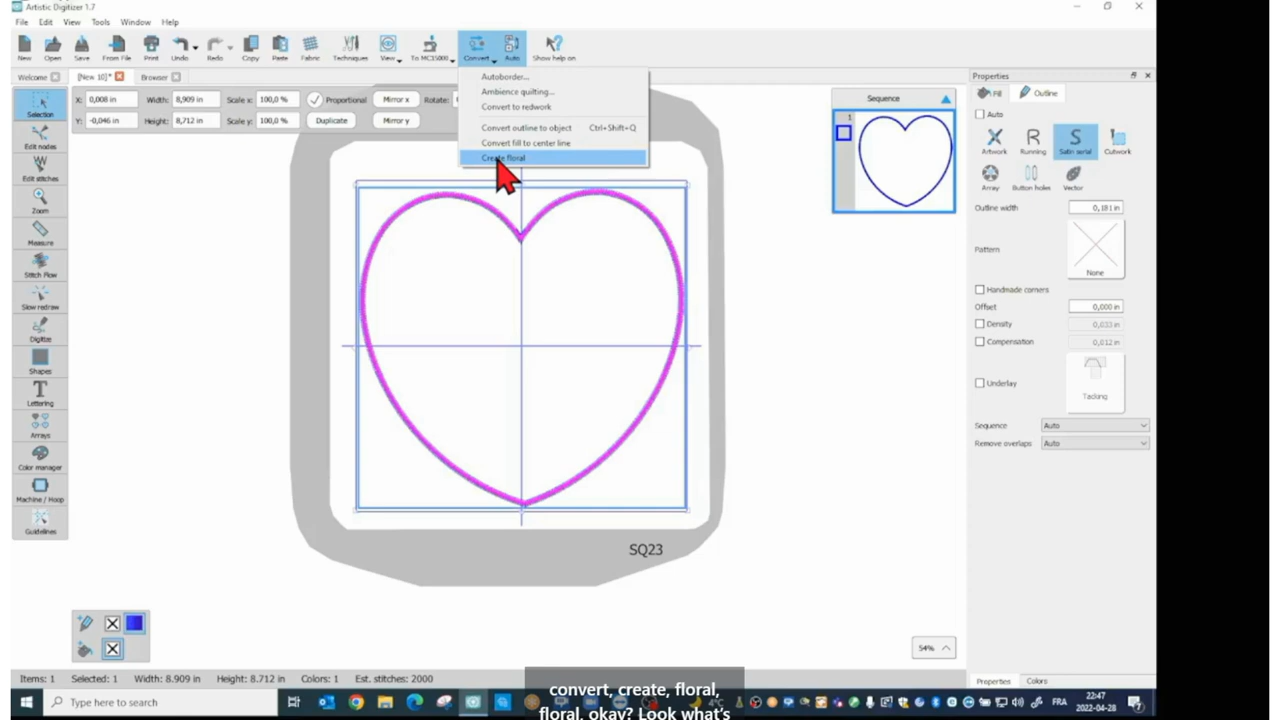 Artistic Digitizer 1.7
File Edit View Tools Window Help
New Open Save From File Print Undo Redo Copy Paste Fabric Techniques View To MC15000 Convert Auto Show help on
Welcome [New 10]* Browser
X: 0,008 in Width: 8,909 in Scale x: 100,0 % Proportional Mirror x Rotate:
Y: -0,046 in Height: 8,712 in Scale y: 100,0 % Duplicate Mirror y
Autoborder...
Ambience quilting...
Convert to redwork
Convert outline to object Ctrl+Shift+Q
Convert fill to center line
Create floral
Selection
Edit nodes
Edit stitches
Zoom
Measure
Stitch Flow
Slow redraw
Digitize
Shapes
Lettering
Arrays
Color manager
Machine / Hoop
Guidelines
SQ23
Sequence
1
Properties
Fill Outline
Auto
Artwork Running Satin serial Cutwork
Array Button holes Vector
Outline width 0,181 in
Pattern
None
Handmade corners
Offset 0,000 in
Density 0,033 in
Compensation 0,012 in
Underlay
Tacking
Sequence Auto
Remove overlaps Auto
54%
Items: 1 Selected: 1 Width: 8.909 in Height: 8.712 in Colors: 1 Est. stitches: 2000
Properties Colors
convert, create, floral,
floral, okay? Look what's
Type here to search
4°C
FRA
22:47
2022-04-28